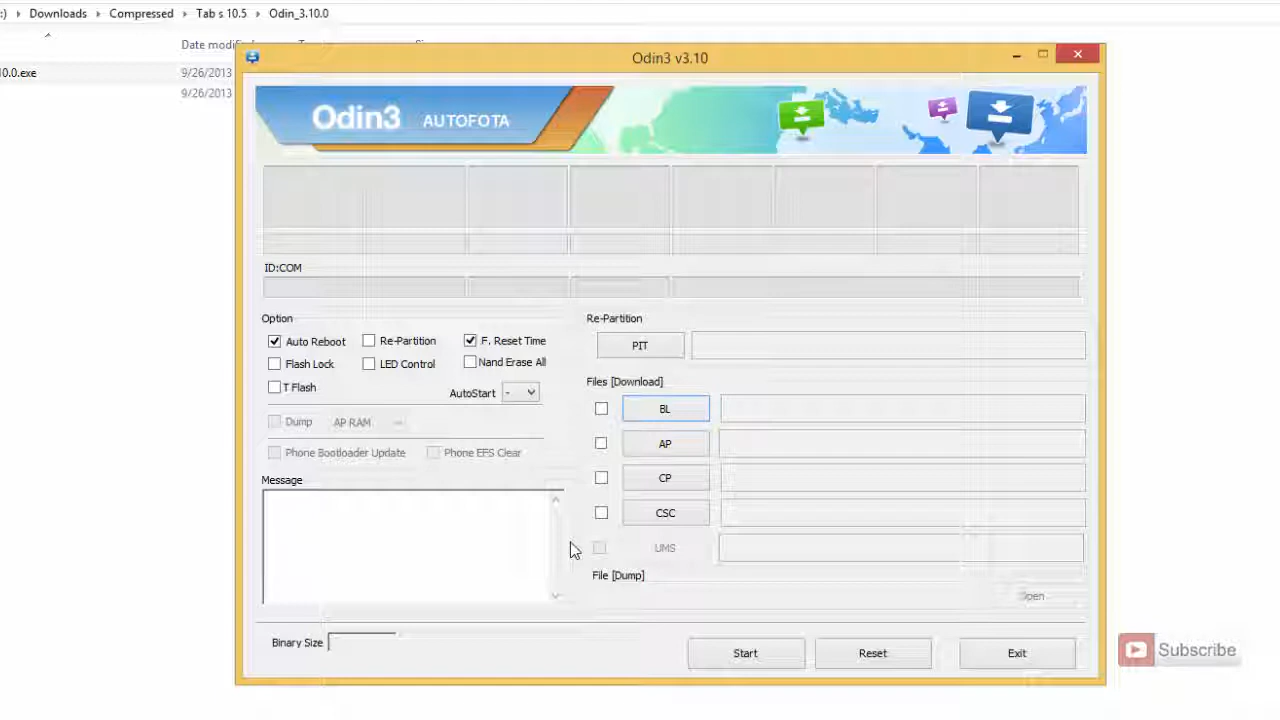 :) › Downloads › Compressed › Tab s 10.5 › Odin_3.10.0
Date modif
10.0.exe 9/26/2013
9/26/2013
Odin3 v3.10
Odin3 AUTOFOTA
ID:COM
Option
Auto Reboot Re-Partition F. Reset Time
Flash Lock LED Control Nand Erase All
T Flash AutoStart -
Dump AP RAM
Phone Bootloader Update Phone EFS Clear
Message
Re-Partition
PIT
Files [Download]
BL
AP
CP
CSC
UMS
File [Dump]
Open
Binary Size
Start Reset Exit
Subscribe